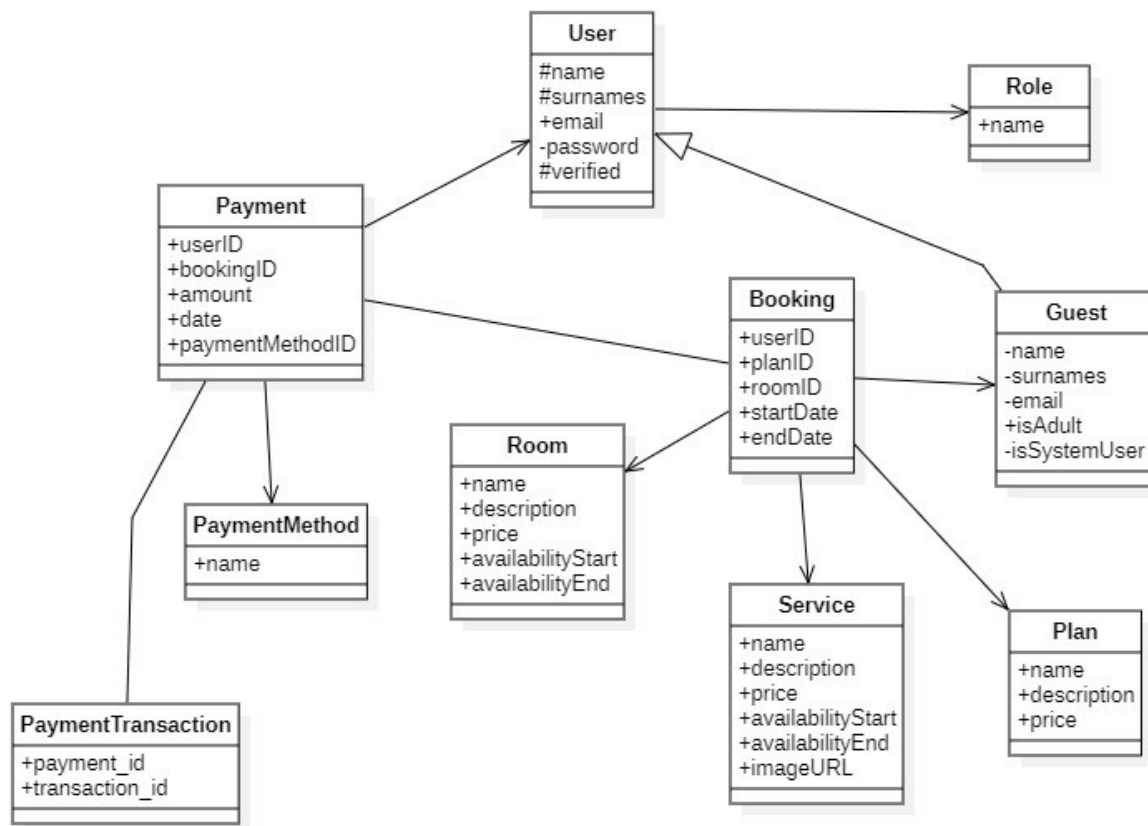 User
#name
#surnames
+email
-password
#verified
Role
+name
Payment
+userID
+bookingID
+amount
+date
+paymentMethodID
Booking
+userID
+planID
+roomID
+startDate
+endDate
Guest
-name
-surnames
-email
+isAdult
-isSystemUser
Room
+name
+description
+price
+availabilityStart
+availabilityEnd
PaymentMethod
+name
Service
+name
+description
+price
+availabilityStart
+availabilityEnd
+imageURL
Plan
+name
+description
+price
PaymentTransaction
+payment_id
+transaction_id